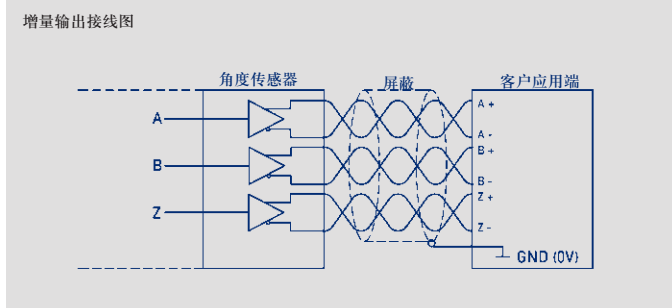 增量输出接线图
角度传感器
屏蔽
客户应用端
A
B
Z
A +
A -
B +
B -
Z +
Z -
GND (0V)